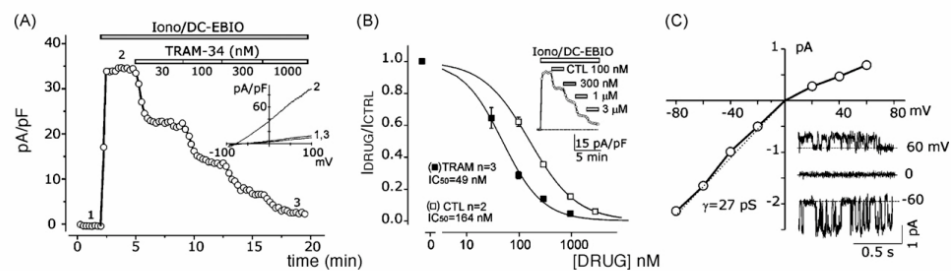 (A)
Iono/DC-EBIO
TRAM-34 (nM)
30 100 300 1000
40
30
20
10
0
pA/pF
2
1
3
pA/pF
60
2
1,3
-100
100
mV
0 5 10 15 20
time (min)
(B)
Iono/DC-EBIO
CTL 100 nM
300 nM
1 μM
3 μM
15 pA/pF
5 min
1.0
0.8
0.6
0.4
0.2
0.0
IDRUG/ICTRL
TRAM n=3
IC50=49 nM
CTL n=2
IC50=164 nM
0 10 100 1000
[DRUG] nM
(C)
pA
1
-80 -40 40 80
mV
-1
-2
γ=27 pS
60 mV
0
-60
1 pA
0.5 s